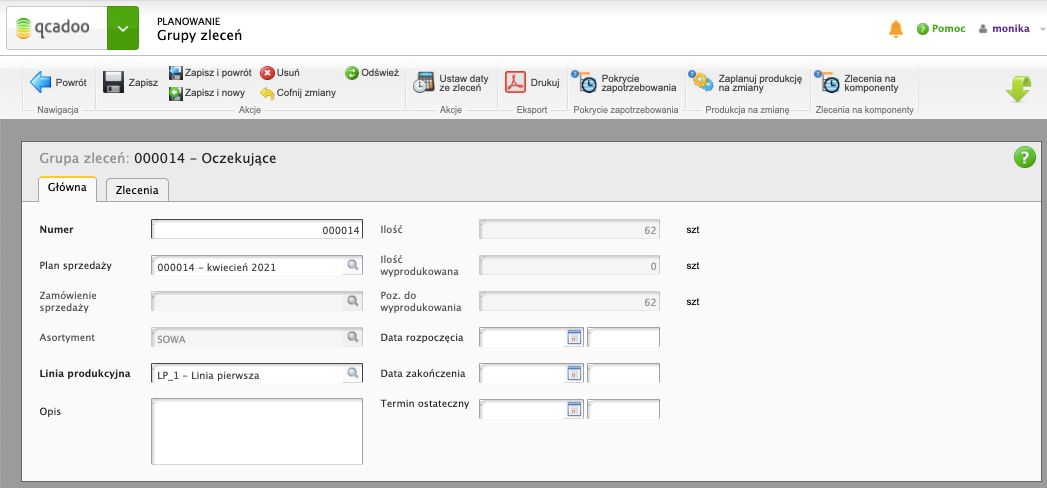 qcadoo
PLANOWANIE
Grupy zleceń
Pomoc
monika
Powrót
Nawigacja
Zapisz
Zapisz i powrót
Usuń
Odśwież
Zapisz i nowy
Cofnij zmiany
Akcje
Ustaw daty
ze zleceń
Akcje
Drukuj
Eksport
Pokrycie
zapotrzebowania
Pokrycie zapotrzebowania
Zaplanuj produkcję
na zmiany
Produkcja na zmianę
Zlecenia na
komponenty
Zlecenia na komponenty
Grupa zleceń: 000014 - Oczekujące
Główna
Zlecenia
Numer
000014
Plan sprzedaży
000014 - kwiecień 2021
Zamówienie
sprzedaży
Asortyment
SOWA
Linia produkcyjna
LP_1 - Linia pierwsza
Opis
Ilość
62
szt
Ilość
wyprodukowana
0
szt
Poz. do
wyprodukowania
62
szt
Data rozpoczęcia
Data zakończenia
Termin ostateczny